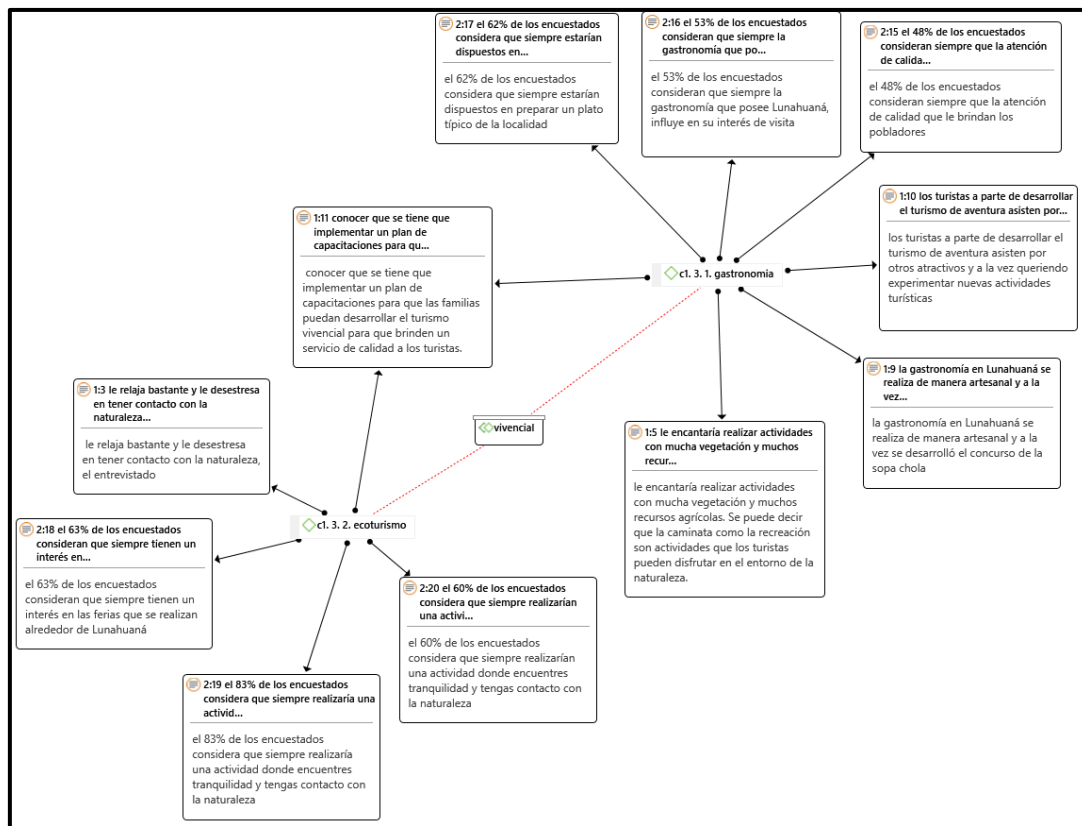 2:17 el 62% de los encuestados
considera que siempre estarían
dispuestos en...
el 62% de los encuestados
considera que siempre estarían
dispuestos en preparar un plato
típico de la localidad
2:16 el 53% de los encuestados
consideran que siempre la
gastronomía que po...
el 53% de los encuestados
consideran que siempre la
gastronomía que posee Lunahuaná,
influye en su interés de visita
2:15 el 48% de los encuestados
consideran siempre que la atención
de calida...
el 48% de los encuestados
consideran siempre que la atención
de calidad que le brindan los
pobladores
1:11 conocer que se tiene que
implementar un plan de
capacitaciones para qu...
conocer que se tiene que
implementar un plan de
capacitaciones para que las familias
puedan desarrollar el turismo
vivencial para que brinden un
servicio de calidad a los turistas.
1:10 los turistas a parte de desarrollar
el turismo de aventura asisten por...
los turistas a parte de desarrollar el
turismo de aventura asisten por
otros atractivos y a la vez queriendo
experimentar nuevas actividades
turísticas
c1. 3. 1. gastronomia
1:3 le relaja bastante y le desestresa
en tener contacto con la
naturaleza...
le relaja bastante y le desestresa
en tener contacto con la naturaleza,
el entrevistado
vivencial
1:5 le encantaría realizar actividades
con mucha vegetación y muchos
recur...
le encantaría realizar actividades
con mucha vegetación y muchos
recursos agrícolas. Se puede decir
que la caminata como la recreación
son actividades que los turistas
pueden disfrutar en el entorno de la
naturaleza.
1:9 la gastronomía en Lunahuaná se
realiza de manera artesanal y a la
vez...
la gastronomía en Lunahuaná se
realiza de manera artesanal y a la
vez se desarrolló el concurso de la
sopa chola
c1. 3. 2. ecoturismo
2:18 el 63% de los encuestados
consideran que siempre tienen un
interés en...
el 63% de los encuestados
consideran que siempre tienen un
interés en las ferias que se realizan
alrededor de Lunahuaná
2:20 el 60% de los encuestados
considera que siempre realizarían
una activi...
el 60% de los encuestados
considera que siempre realizarían
una actividad donde encuentres
tranquilidad y tengas contacto con
la naturaleza
2:19 el 83% de los encuestados
considera que siempre realizaría una
activid...
el 83% de los encuestados
considera que siempre realizaría
una actividad donde encuentres
tranquilidad y tengas contacto con
la naturaleza